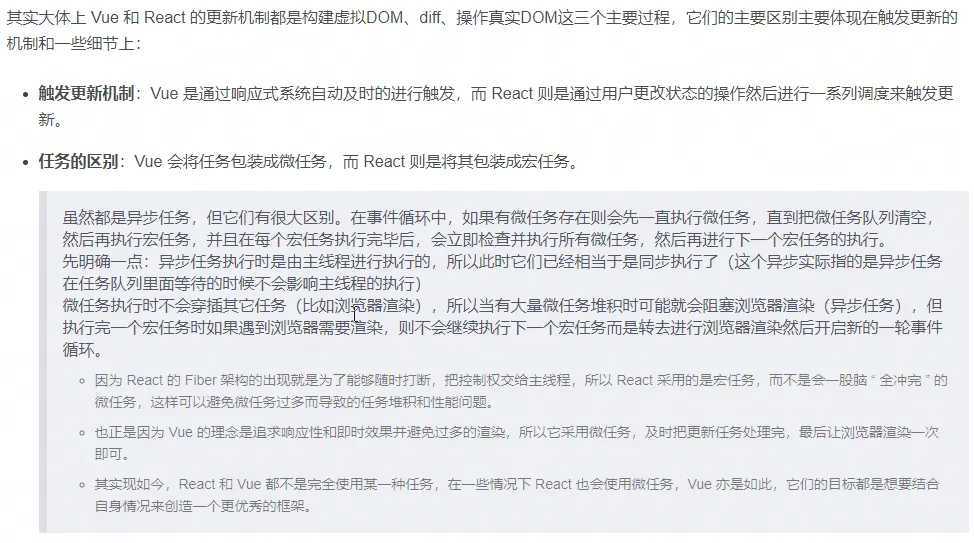 其实大体上 Vue 和 React 的更新机制都是构建虚拟DOM、diff、操作真实DOM这三个主要过程，它们的主要区别主要体现在触发更新的
机制和一些细节上：
• 触发更新机制：Vue 是通过响应式系统自动及时的进行触发，而 React 则是通过用户更改状态的操作然后进行一系列调度来触发更
新。
• 任务的区别：Vue 会将任务包装成微任务，而 React 则是将其包装成宏任务。
虽然都是异步任务，但它们有很大区别。在事件循环中，如果有微任务存在则会先一直执行微任务，直到把微任务队列清空，
然后再执行宏任务，并且在每个宏任务执行完毕后，会立即检查并执行所有微任务，然后再进行下一个宏任务的执行。
先明确一点：异步任务执行时是由主线程进行执行的，所以此时它们已经相当于是同步执行了（这个异步实际指的是异步任务
在任务队列里面等待的时候不会影响主线程的执行）
微任务执行时不会穿插其它任务（比如浏览器渲染），所以当有大量微任务堆积时可能就会阻塞浏览器渲染（异步任务），但
执行完一个宏任务时如果遇到浏览器需要渲染，则不会继续执行下一个宏任务而是转去进行浏览器渲染然后开启新的一轮事件
循环。
◦ 因为 React 的 Fiber 架构的出现就是为了能够随时打断，把控制权交给主线程，所以 React 采用的是宏任务，而不是会一股脑 “ 全冲完 ” 的
微任务，这样可以避免微任务过多而导致的任务堆积和性能问题。
◦ 也正是因为 Vue 的理念是追求响应性和即时效果并避免过多的渲染，所以它采用微任务，及时把更新任务处理完，最后让浏览器渲染一次
即可。
◦ 其实现如今，React 和 Vue 都不是完全使用某一种任务，在一些情况下 React 也会使用微任务，Vue 亦是如此，它们的目标都是想要结合
自身情况来创造一个更优秀的框架。